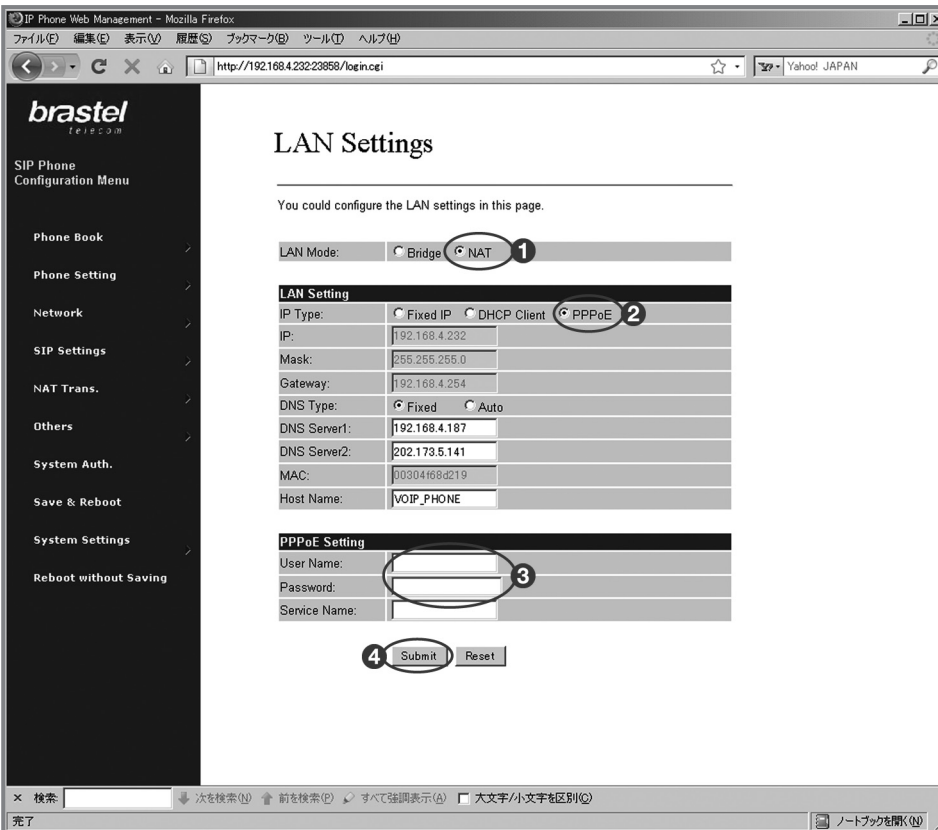 IP Phone Web Management - Mozilla Firefox
ファイル(F) 編集(E) 表示(V) 履歴(S) ブックマーク(B) ツール(T) ヘルプ(H)
http://192.168.4.232:23858/login.cgi
Yahoo! JAPAN
brastel
telecom
SIP Phone
Configuration Menu
Phone Book
Phone Setting
Network
SIP Settings
NAT Trans.
Others
System Auth.
Save & Reboot
System Settings
Reboot without Saving
LAN Settings
You could configure the LAN settings in this page.
LAN Mode: Bridge NAT 1
LAN Setting
IP Type: Fixed IP DHCP Client PPPoE 2
IP: 192.168.4.232
Mask: 255.255.255.0
Gateway: 192.168.4.254
DNS Type: Fixed Auto
DNS Server1: 192.168.4.187
DNS Server2: 202.173.5.141
MAC: 00304f68d219
Host Name: VOIP_PHONE
PPPoE Setting
User Name:
3
Password:
Service Name:
4 Submit Reset
× 検索: 次を検索(N) 前を検索(P) すべて強調表示(A) 大文字/小文字を区別(C)
完了 ノートブックを開く(N)